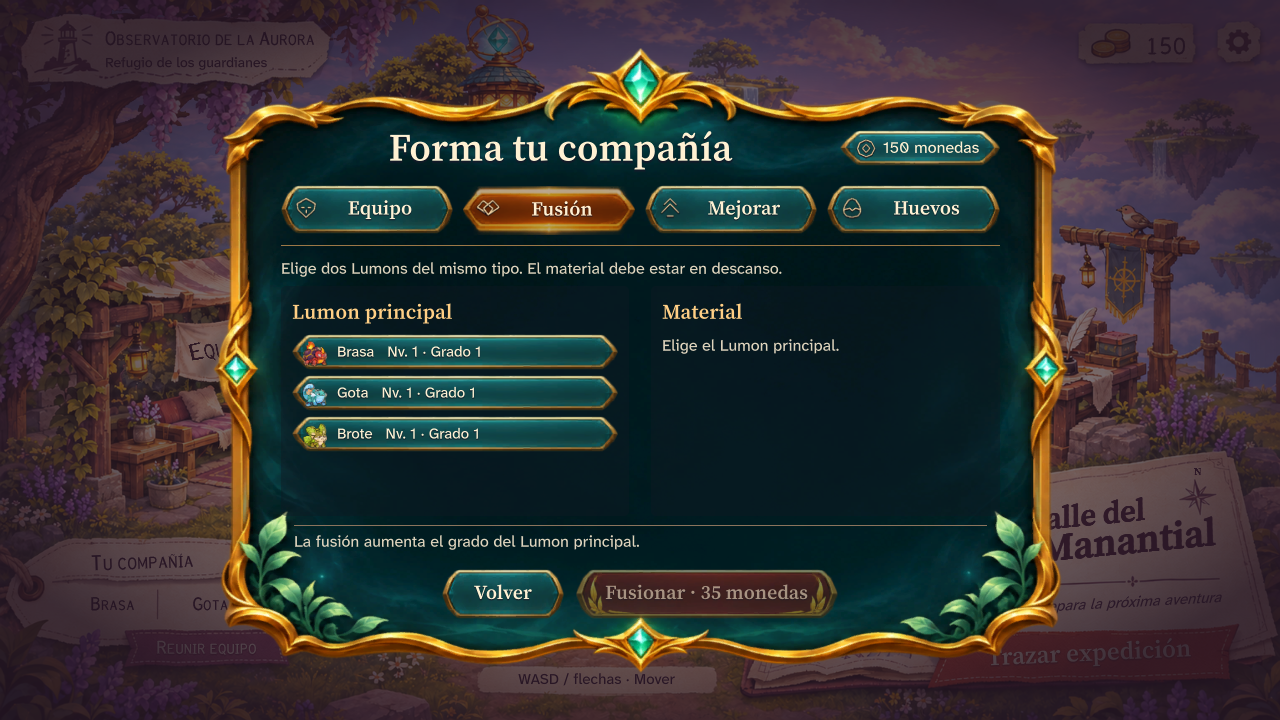 Observatorio de la Aurora
Refugio de los guardianes
150
Forma tu compañía
150 monedas
Equipo
Fusión
Mejorar
Huevos
Elige dos Lumons del mismo tipo. El material debe estar en descanso.
Lumon principal
Brasa Nv. 1 · Grado 1
Gota Nv. 1 · Grado 1
Brote Nv. 1 · Grado 1
Material
Elige el Lumon principal.
La fusión aumenta el grado del Lumon principal.
Volver
Fusionar · 35 monedas
EQU
Tu compañía
Brasa
Gota
Reunir equipo
N
alle del
Manantial
para la próxima aventura
Trazar expedición
WASD / flechas · Mover